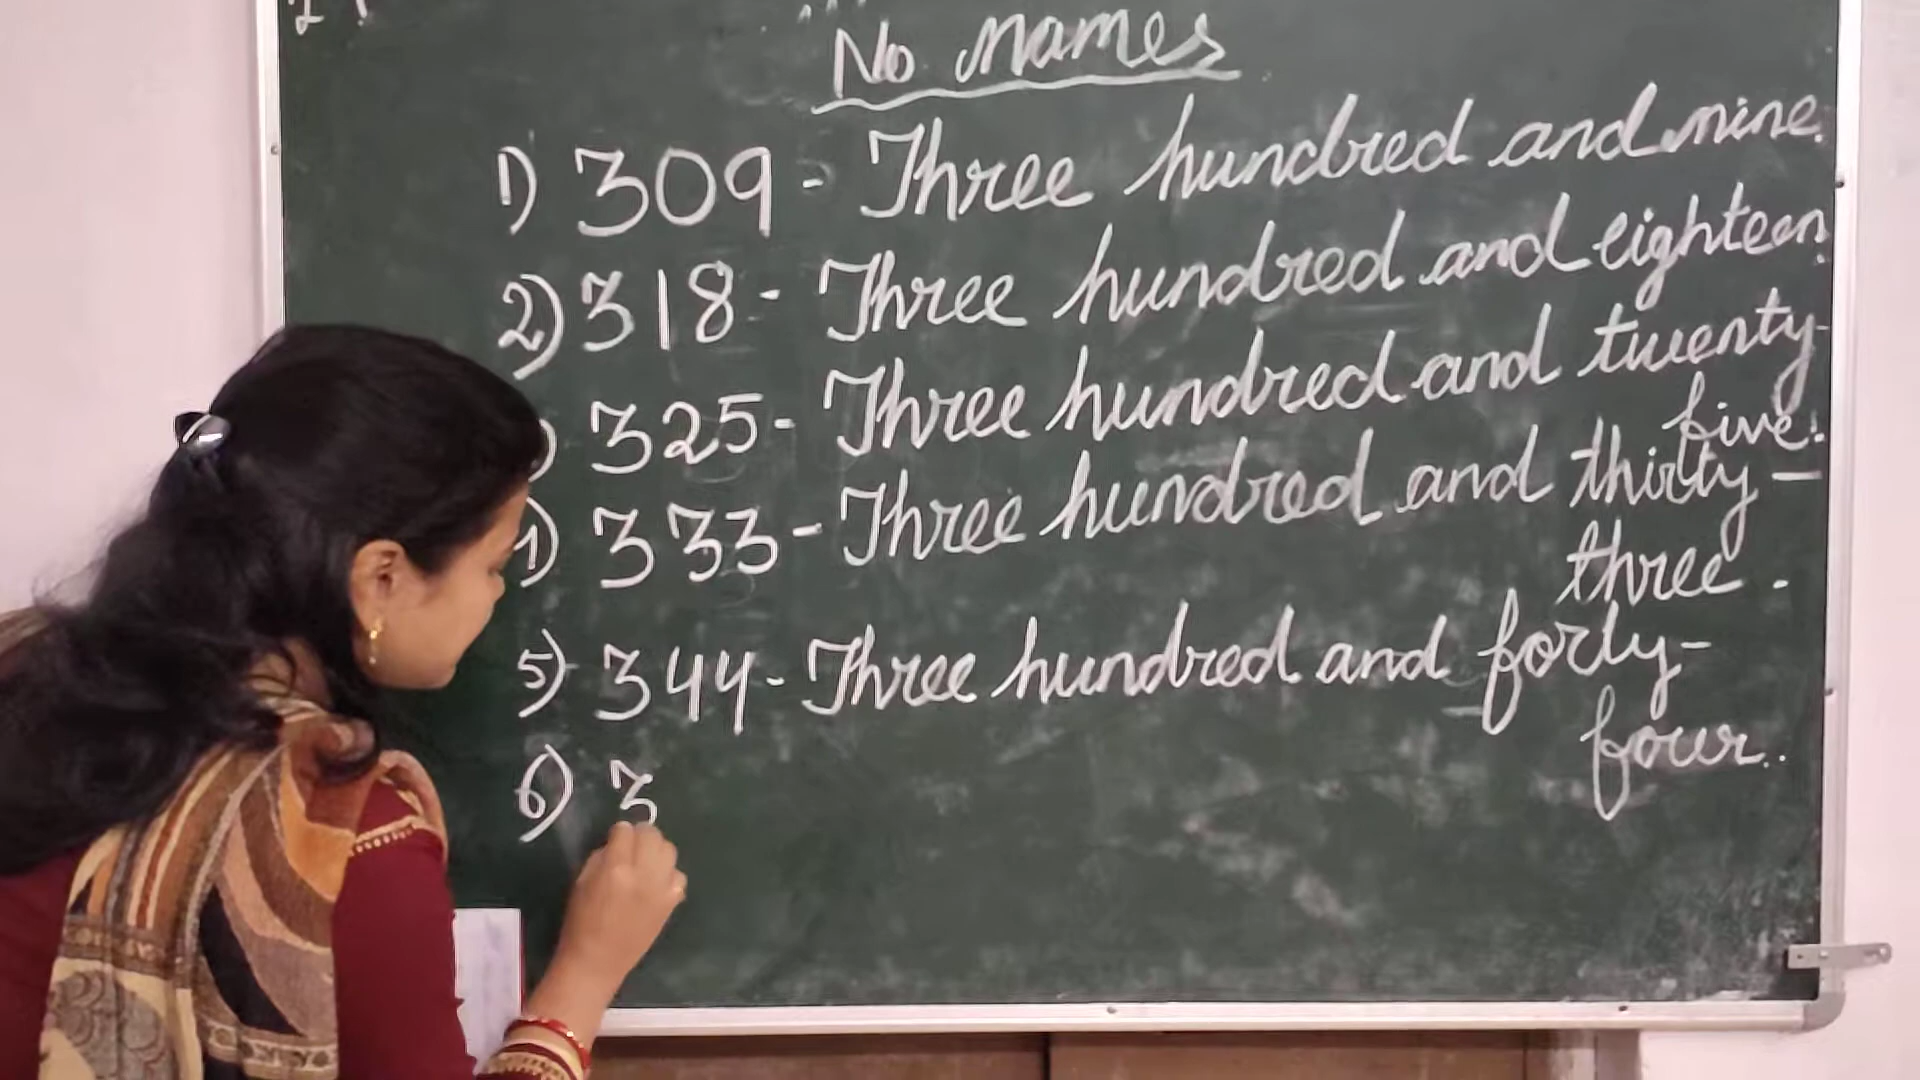 No. names
1) 309 - Three hundred and nine.
2) 318 - Three hundred and eighteen.
) 325 - Three hundred and twenty-
five.
) 333 - Three hundred and thirty -
three.
5) 344 - Three hundred and forty-
four.
6) 3